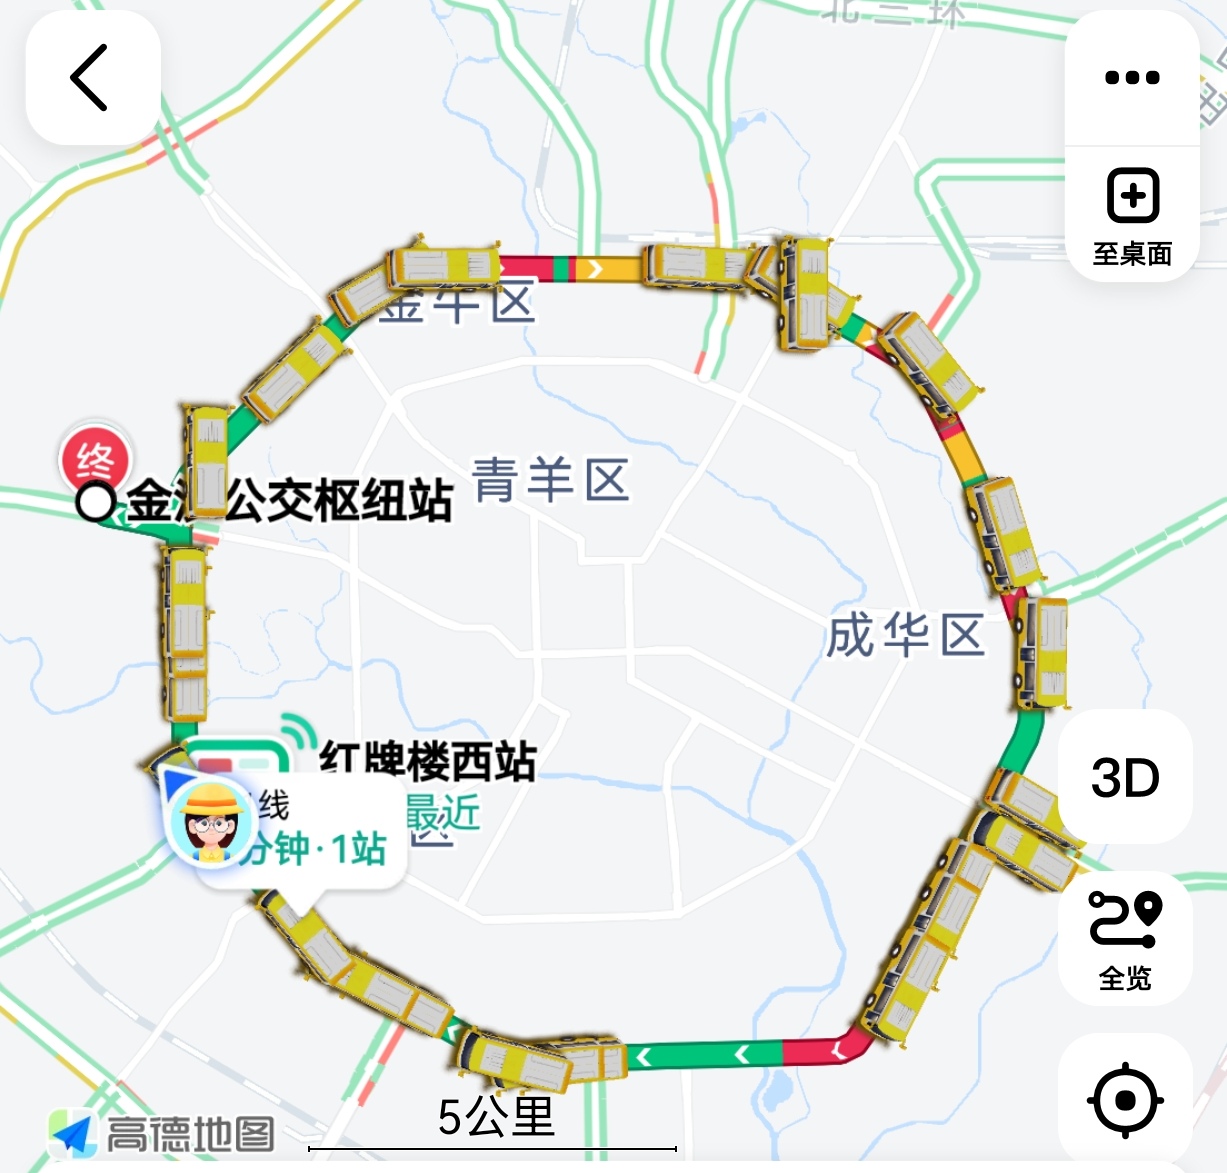 北三环
至桌面
金牛区
终
公交枢纽站
青羊区
成华区
红牌楼西站
线
最近
分钟·1站
区
3D
全览
5公里
高德地图